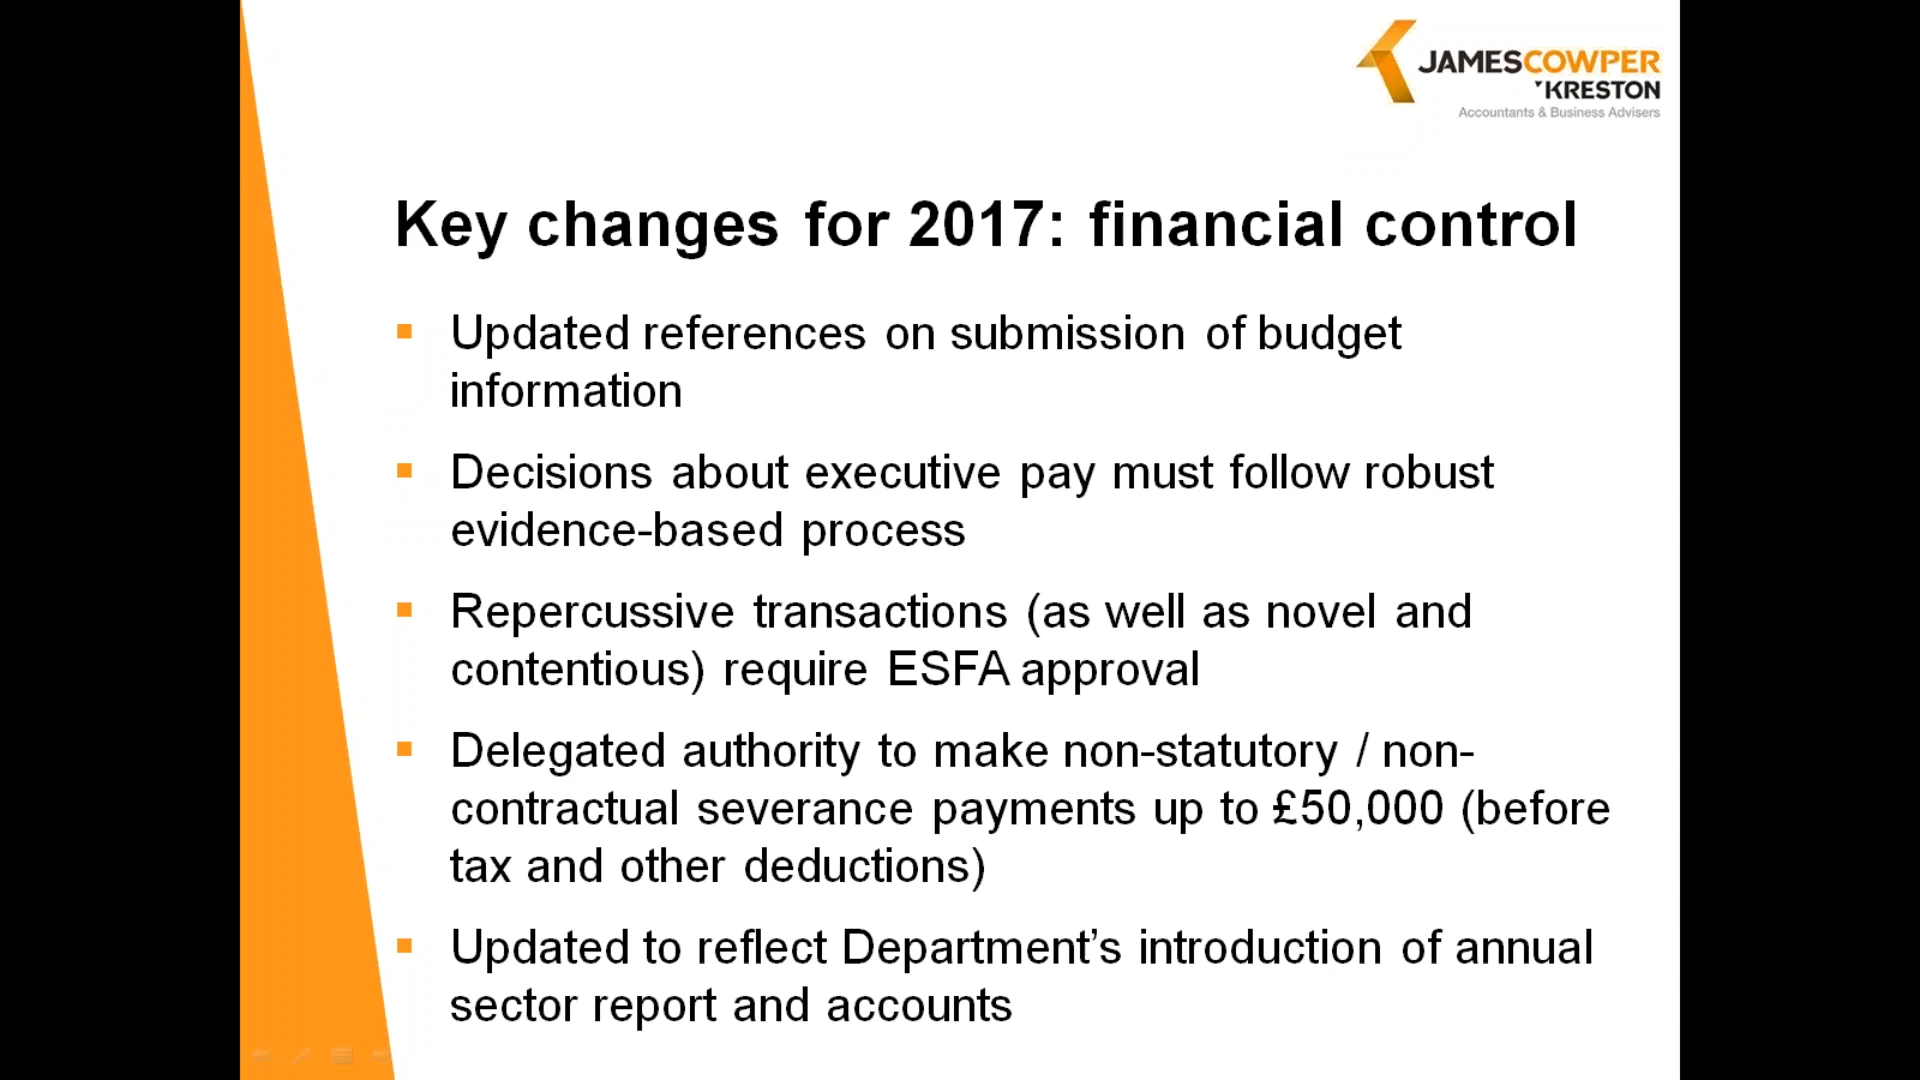 JAMESCOWPER
KRESTON
Accountants & Business Advisers
Key changes for 2017: financial control
Updated references on submission of budget
information
Decisions about executive pay must follow robust
evidence-based process
Repercussive transactions (as well as novel and
contentious) require ESFA approval
Delegated authority to make non-statutory / non-
contractual severance payments up to £50,000 (before
tax and other deductions)
Updated to reflect Department’s introduction of annual
sector report and accounts